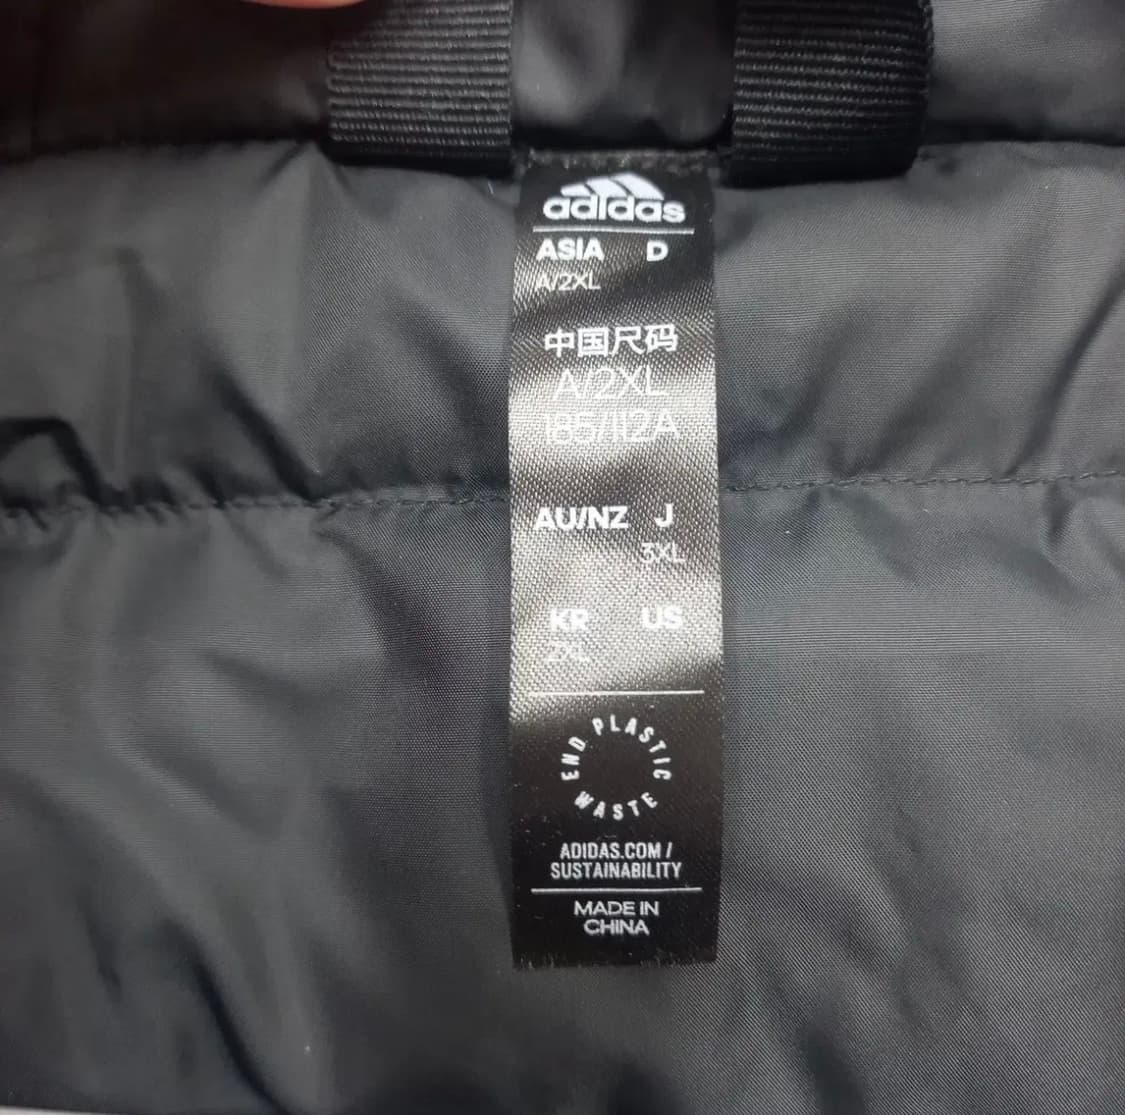 adidas
ASIA D
A/2XL
中国尺码
A/2XL
185/112A
AU/NZ J
3XL
KR US
2XL
END PLASTIC WASTE
ADIDAS.COM /
SUSTAINABILITY
MADE IN
CHINA